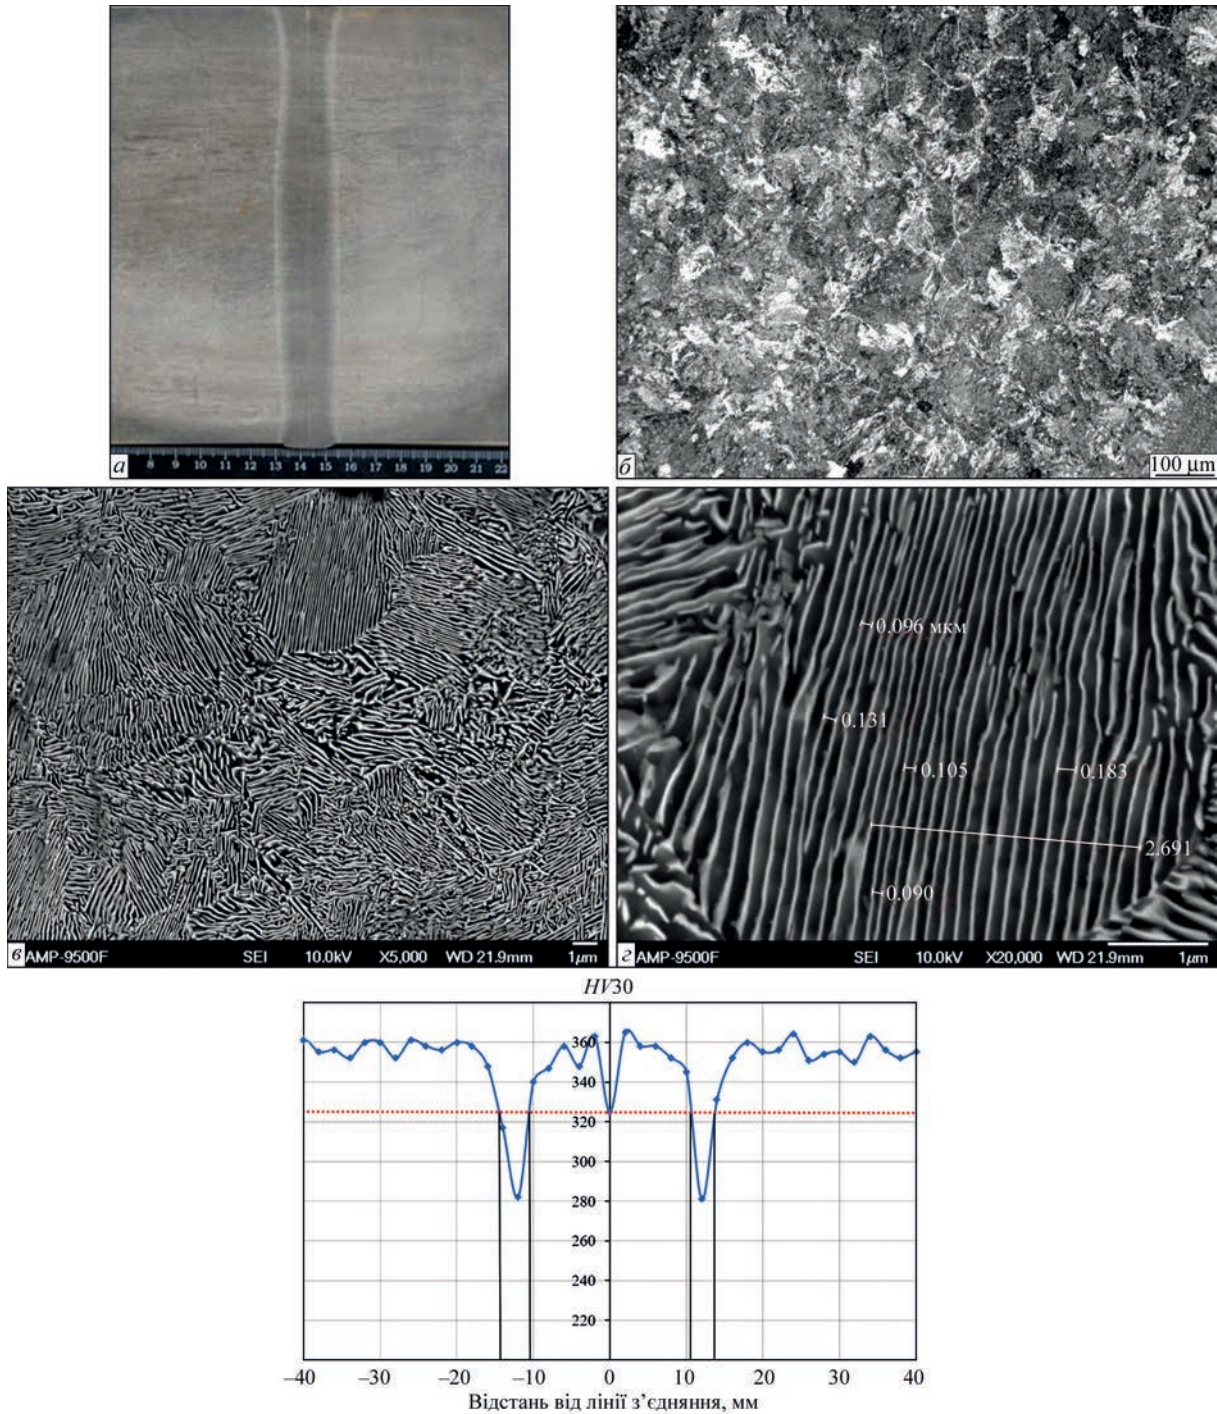 а 8 9 10 11 12 13 14 15 16 17 18 19 20 21 22
б 100 μm
0.096 мкм
0.131
0.105 0.183
2.691
0.090
в AMP-9500F SEI 10.0kV X5,000 WD 21.9mm 1μm
г AMP-9500F SEI 10.0kV X20,000 WD 21.9mm 1μm
HV30
360
340
320
300
280
260
240
220
–40 –30 –20 –10 0 10 20 30 40
Відстань від лінії з’єднання, мм